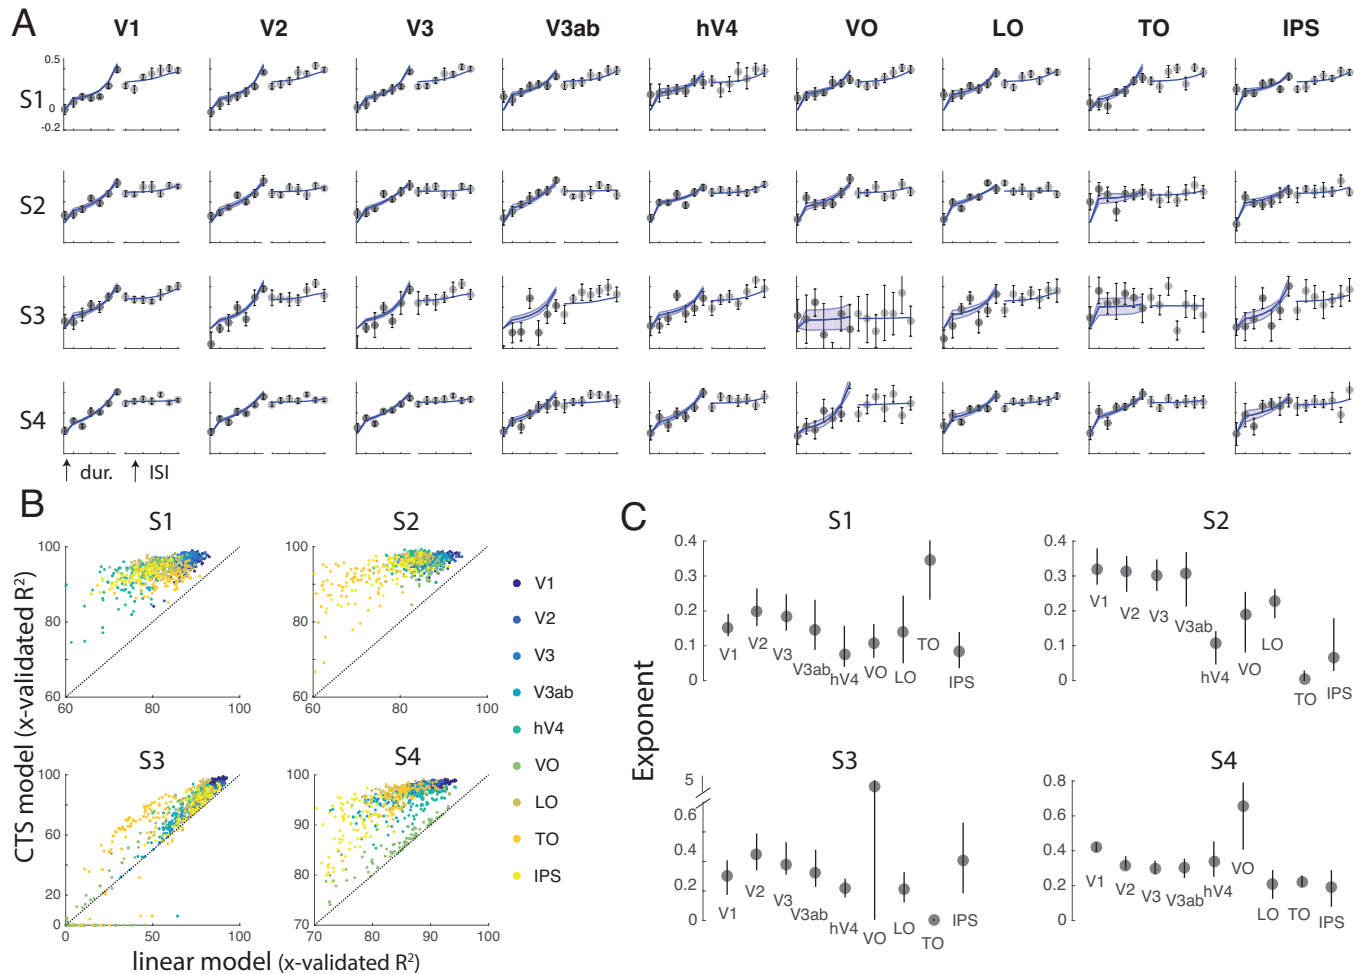 A
V1 V2 V3 V3ab hV4 VO LO TO IPS
S1
0.5
0
-0.2
S2
S3
S4
dur. ISI
B
S1 S2
100 100
80 80
60 60
60 80 100 60 80 100
S3 S4
100 100
80
60 90
40 80
20
0 70
0 50 100 70 80 90 100
CTS model (x-validated R²)
linear model (x-validated R²)
V1
V2
V3
V3ab
hV4
VO
LO
TO
IPS
C
Exponent
S1
0.4
0.3
0.2
0.1
0
V1 V2 V3 V3ab hV4 VO LO TO IPS
S2
0.4
0.3
0.2
0.1
0
V1 V2 V3 V3ab hV4 VO LO TO IPS
S3
5
0.6
0.4
0.2
0
V1 V2 V3 V3ab hV4 VO LO TO IPS
S4
0.8
0.6
0.4
0.2
0
V1 V2 V3 V3ab hV4 VO LO TO IPS